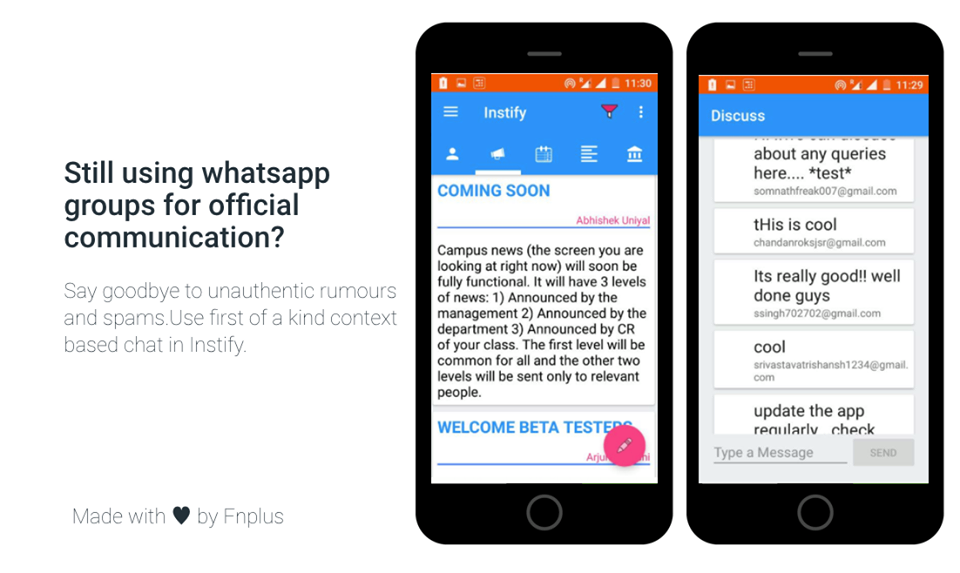 Still using whatsapp
groups for official
communication?
Say goodbye to unauthentic rumours
and spams.Use first of a kind context
based chat in Instify.
Made with by Fnplus
11:30
Instify
COMING SOON
Abhishek Uniyal
Campus news (the screen you are
looking at right now) will soon be
fully functional. It will have 3 levels
of news: 1) Announced by the
management 2) Announced by the
department 3) Announced by CR
of your class. The first level will be
common for all and the other two
levels will be sent only to relevant
people.
WELCOME BETA TESTERS
11:29
Discuss
about any queries
here.... *test*
somnathfreak007@gmail.com
tHis is cool
chandanroksjsr@gmail.com
Its really good!! well
done guys
ssingh702702@gmail.com
cool
srivastavatrishansh1234@gmail.
com
update the app
regularly check
Type a Message
SEND